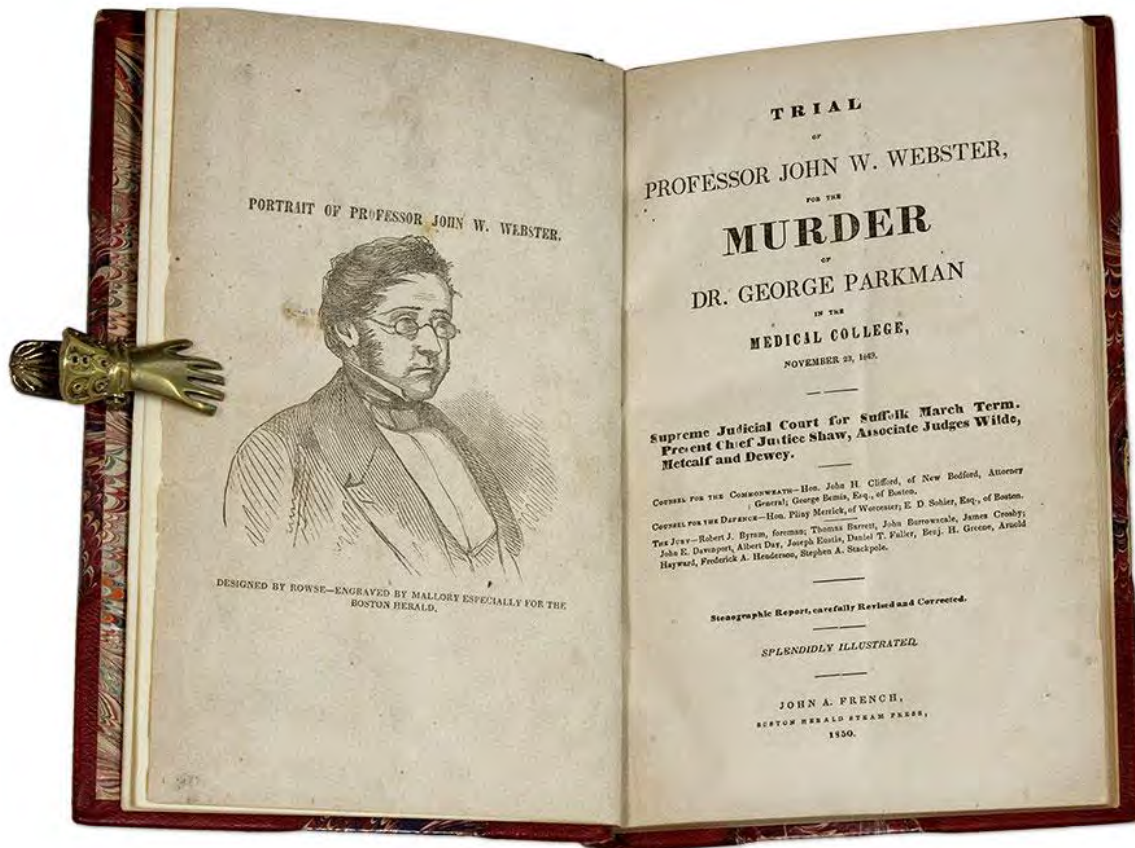 PORTRAIT OF PROFESSOR JOHN W. WEBSTER.
DESIGNED BY ROWSE—ENGRAVED BY MALLORY ESPECIALLY FOR THE
BOSTON HERALD.
TRIAL
OF
PROFESSOR JOHN W. WEBSTER,
FOR THE
MURDER
OF
DR. GEORGE PARKMAN
IN THE
MEDICAL COLLEGE,
NOVEMBER 23, 1849.
Supreme Judicial Court for Suffolk March Term.
Present Chief Justice Shaw, Associate Judges Wilde,
Metcalf and Dewey.
COUNSEL FOR THE COMMONWEATH—Hon. John H. Clifford, of New Bedford, Attorney
General; George Bemis, Esq., of Boston.
COUNSEL FOR THE DEFENCE—Hon. Pliny Merrick, of Worcester; E. D. Sohier, Esq., of Boston.
THE JURY—Robert J. Byram, foreman; Thomas Barrett, John Borrowscale, James Crosby;
John E. Davenport, Albert Day, Joseph Eustis, Daniel T. Fuller, Benj. H. Greene, Arnold
Hayward, Frederick A. Henderson, Stephen A. Stackpole.
Stenographic Report, carefully Revised and Corrected.
SPLENDIDLY ILLUSTRATED.
JOHN A. FRENCH,
BOSTON HERALD STEAM PRESS,
1850.